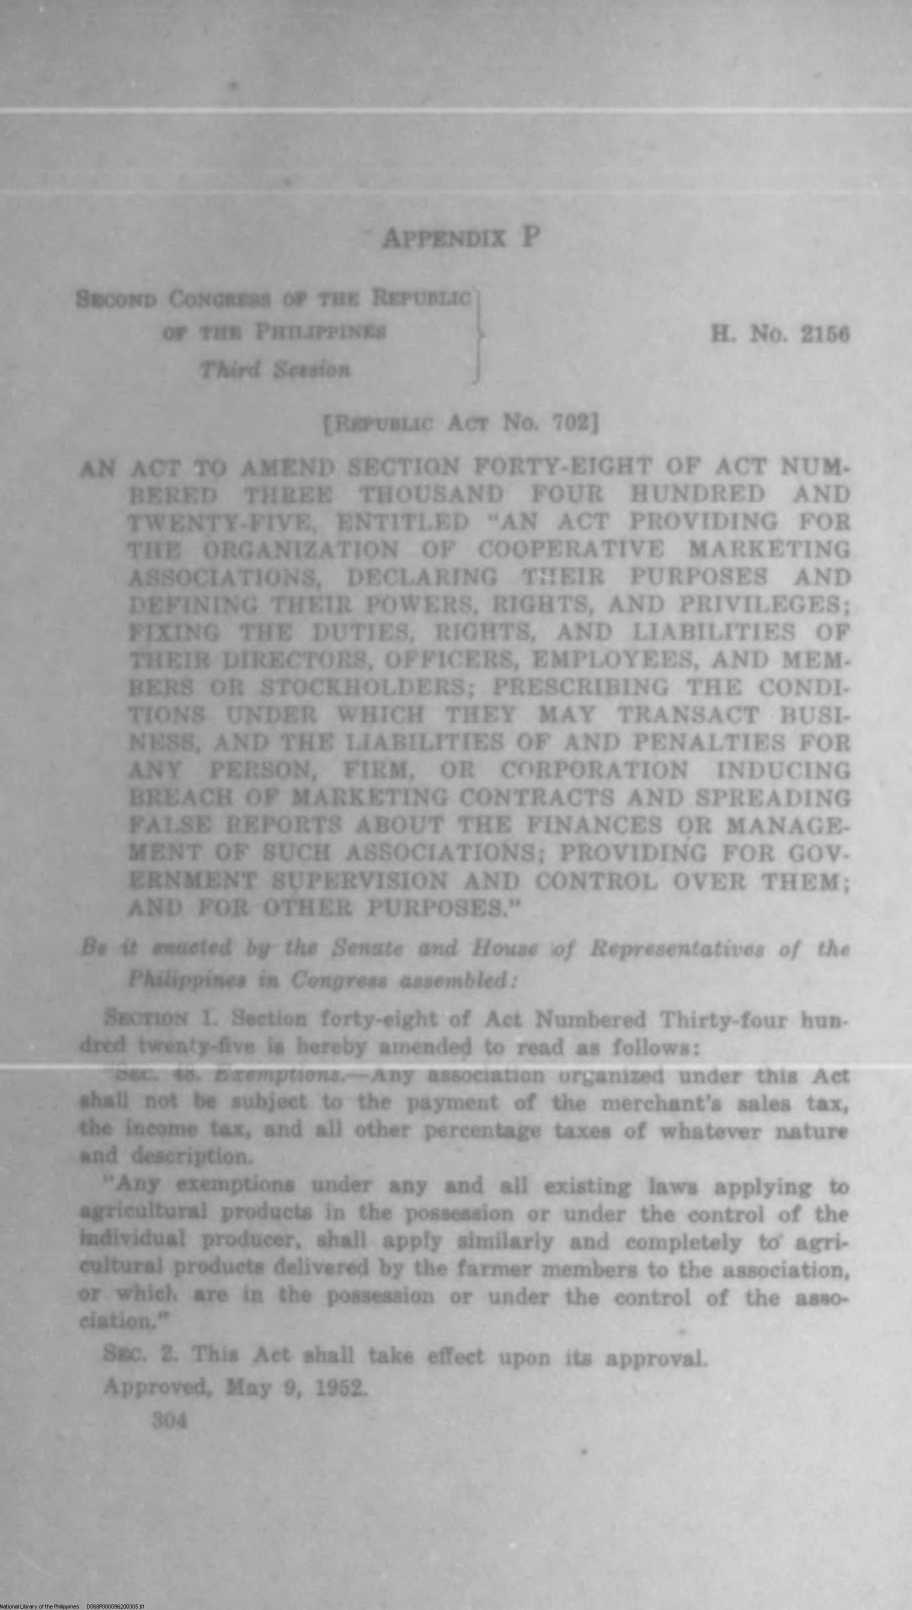 APPENDIX P
SECOND CONGRESS OF THE REPUBLIC
OF THE PHILIPPINES
Third Session
H. No. 2156
[REPUBLIC ACT No. 702]
AN ACT TO AMEND SECTION FORTY-EIGHT OF ACT NUM-
BERED THREE THOUSAND FOUR HUNDRED AND
TWENTY-FIVE, ENTITLED "AN ACT PROVIDING FOR
THE ORGANIZATION OF COOPERATIVE MARKETING
ASSOCIATIONS, DECLARING THEIR PURPOSES AND
DEFINING THEIR POWERS, RIGHTS, AND PRIVILEGES;
FIXING THE DUTIES, RIGHTS, AND LIABILITIES OF
THEIR DIRECTORS, OFFICERS, EMPLOYEES, AND MEM-
BERS OR STOCKHOLDERS; PRESCRIBING THE CONDI-
TIONS UNDER WHICH THEY MAY TRANSACT BUSI-
NESS, AND THE LIABILITIES OF AND PENALTIES FOR
ANY PERSON, FIRM, OR CORPORATION INDUCING
BREACH OF MARKETING CONTRACTS AND SPREADING
FALSE REPORTS ABOUT THE FINANCES OR MANAGE-
MENT OF SUCH ASSOCIATIONS; PROVIDING FOR GOV-
ERNMENT SUPERVISION AND CONTROL OVER THEM;
AND FOR OTHER PURPOSES."
Be it enacted by the Senate and House of Representatives of the
Philippines in Congress assembled:
SECTION 1. Section forty-eight of Act Numbered Thirty-four hun-
dred twenty-five is hereby amended to read as follows:
"SEC. 48. Exemptions.—Any association organized under this Act
shall not be subject to the payment of the merchant's sales tax,
the income tax, and all other percentage taxes of whatever nature
and description.
"Any exemptions under any and all existing laws applying to
agricultural products in the possession or under the control of the
individual producer, shall apply similarly and completely to agri-
cultural products delivered by the farmer members to the association,
or which are in the possession or under the control of the asso-
ciation."
SEC. 2. This Act shall take effect upon its approval.
Approved, May 9, 1952.
304
National Library of the Philippines